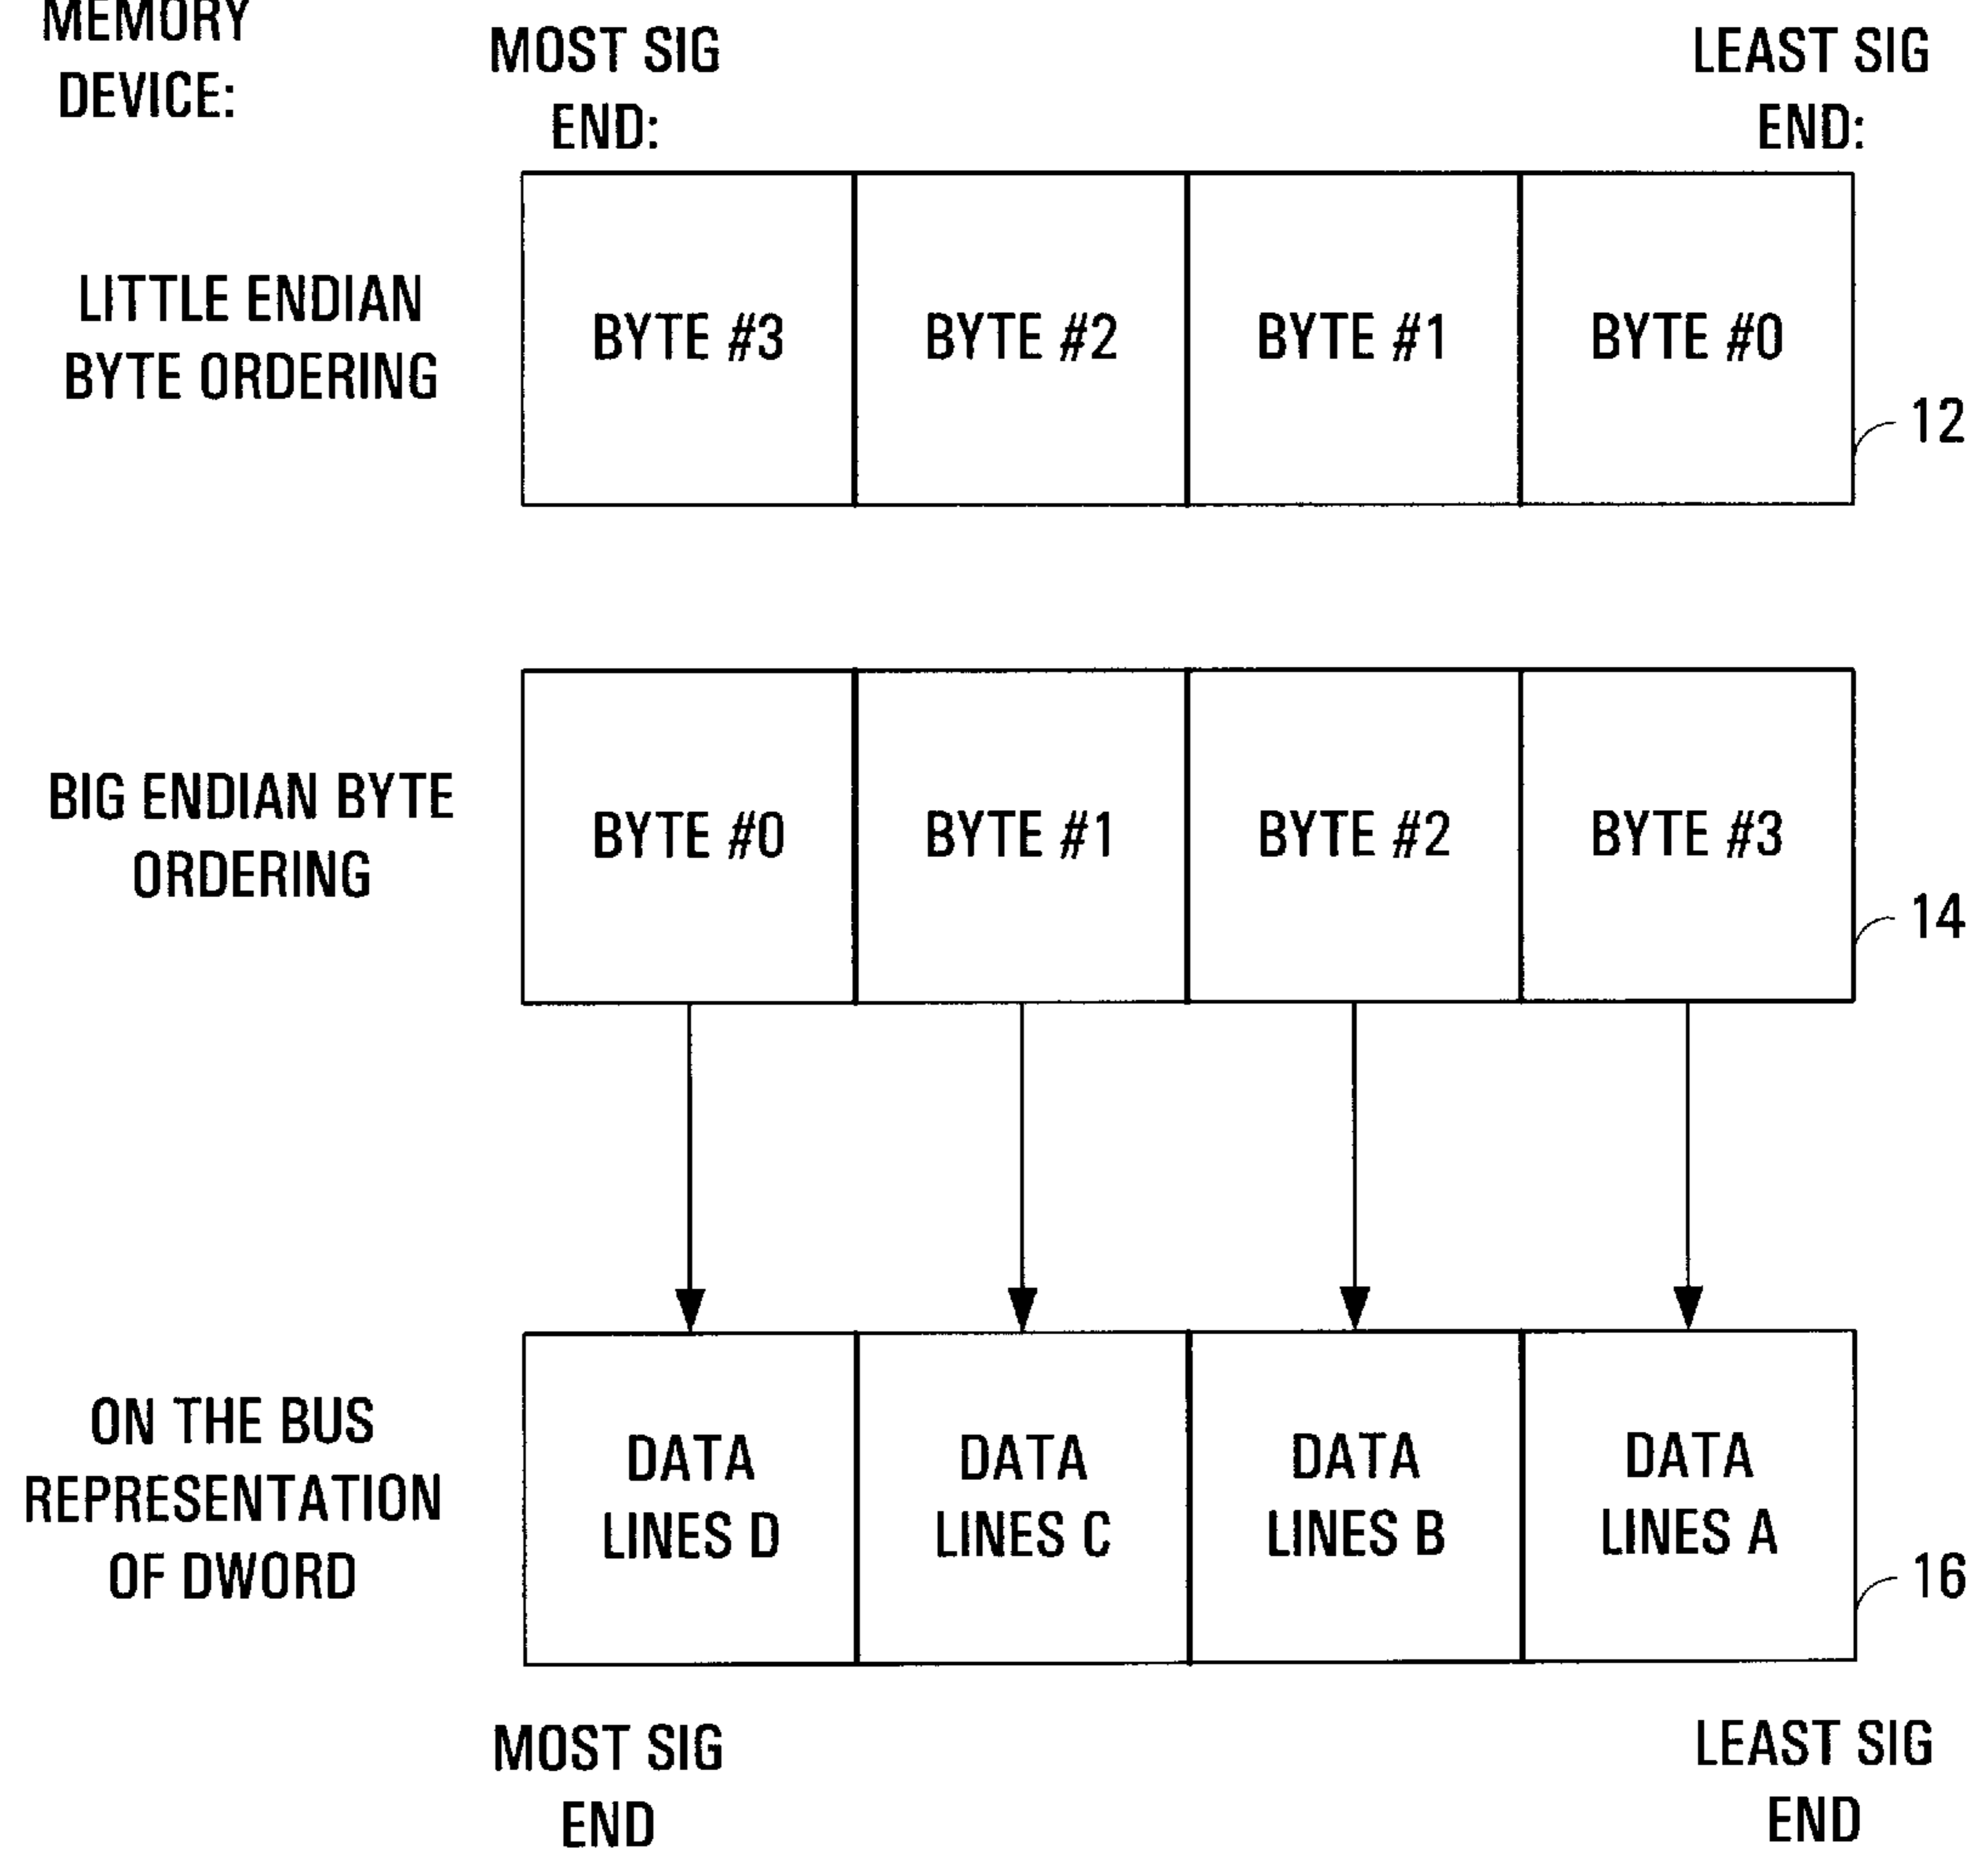 MEMORY
DEVICE:
MOST SIG
END:
LEAST SIG
END:
LITTLE ENDIAN
BYTE ORDERING
BYTE #3
BYTE #2
BYTE #1
BYTE #0
12
BIG ENDIAN BYTE
ORDERING
BYTE #0
BYTE #1
BYTE #2
BYTE #3
14
ON THE BUS
REPRESENTATION
OF DWORD
DATA
LINES D
DATA
LINES C
DATA
LINES B
DATA
LINES A
16
MOST SIG
END
LEAST SIG
END